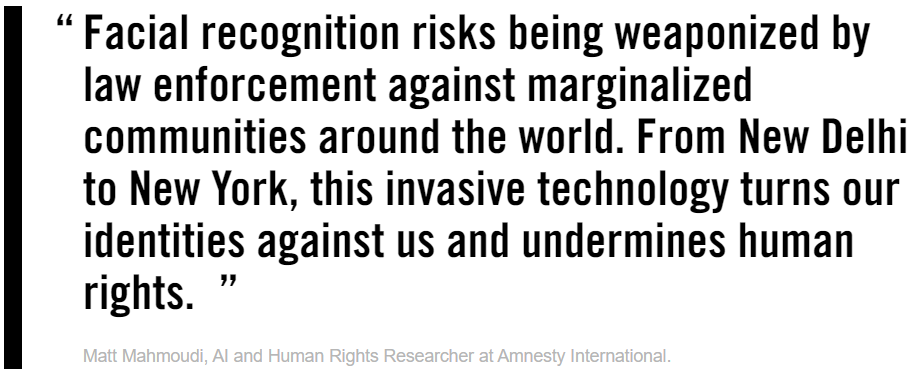 “ Facial recognition risks being weaponized by
law enforcement against marginalized
communities around the world. From New Delhi
to New York, this invasive technology turns our
identities against us and undermines human
rights. ”
Matt Mahmoudi, AI and Human Rights Researcher at Amnesty International.